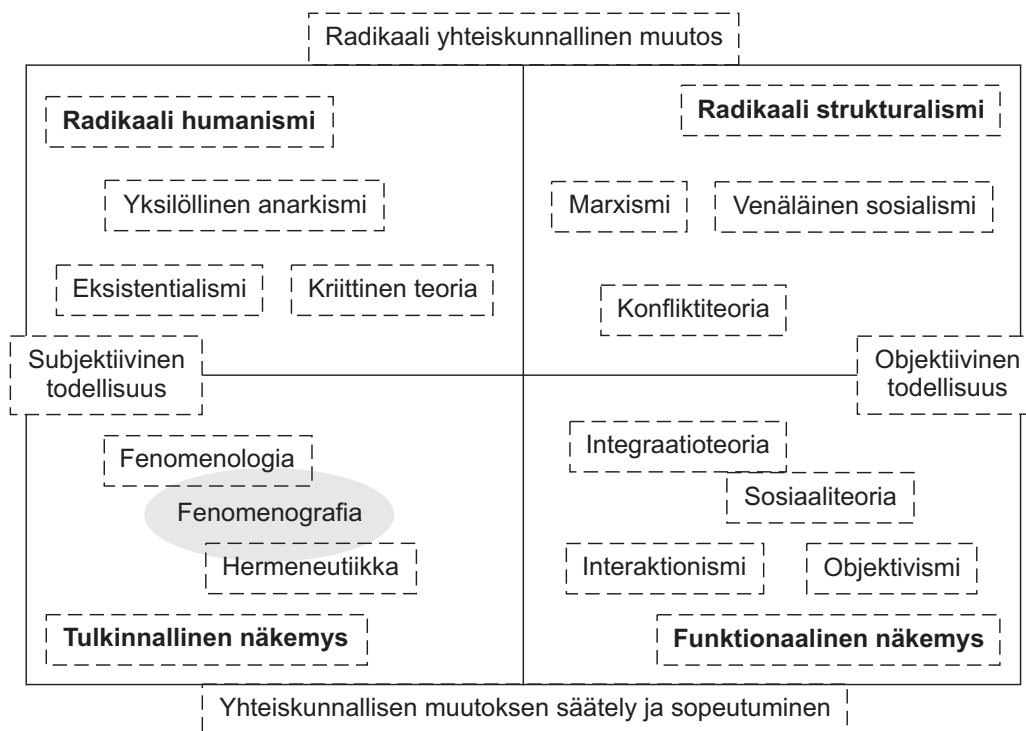 Radikaali yhteiskunnallinen muutos
Radikaali humanismi
Radikaali strukturalismi
Yksilöllinen anarkismi
Marxismi
Venäläinen sosialismi
Eksistentialismi
Kriittinen teoria
Konfliktiteoria
Subjektiivinen
todellisuus
Objektiivinen
todellisuus
Fenomenologia
Fenomenografia
Hermeneutiikka
Tulkinnallinen näkemys
Integraatioteoria
Sosiaaliteoria
Interaktionismi
Objektivismi
Funktionaalinen näkemys
Yhteiskunnallisen muutoksen säätely ja sopeutuminen